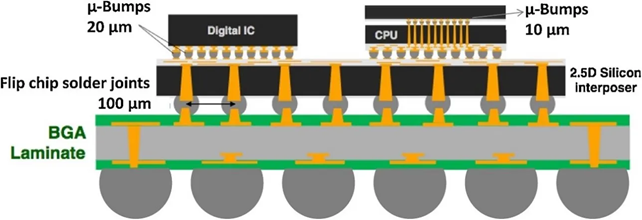 μ-Bumps
20 μm
Digital IC
CPU
μ-Bumps
10 μm
Flip chip solder joints
100 μm
2.5D Silicon
interposer
BGA
Laminate